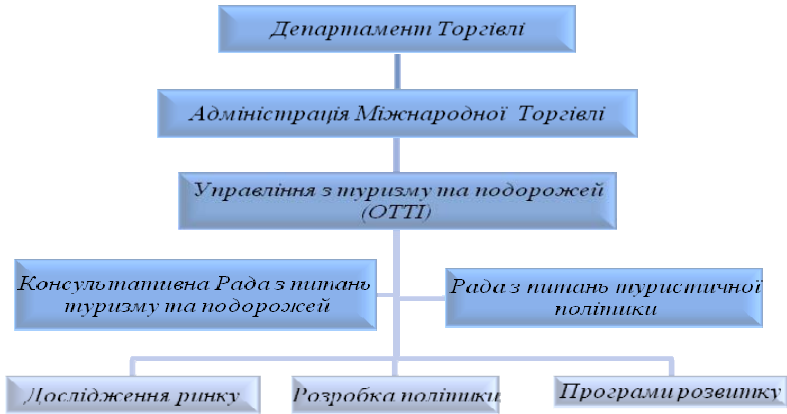 Департамент Торгівлі
Адміністрація Міжнародної Торгівлі
Управління з туризму та подорожей
(ОТТІ)
Консультативна Рада з питань
туризму та подорожей
Рада з питань туристичної
політики
Дослідження ринку
Розробка політики
Програми розвитку